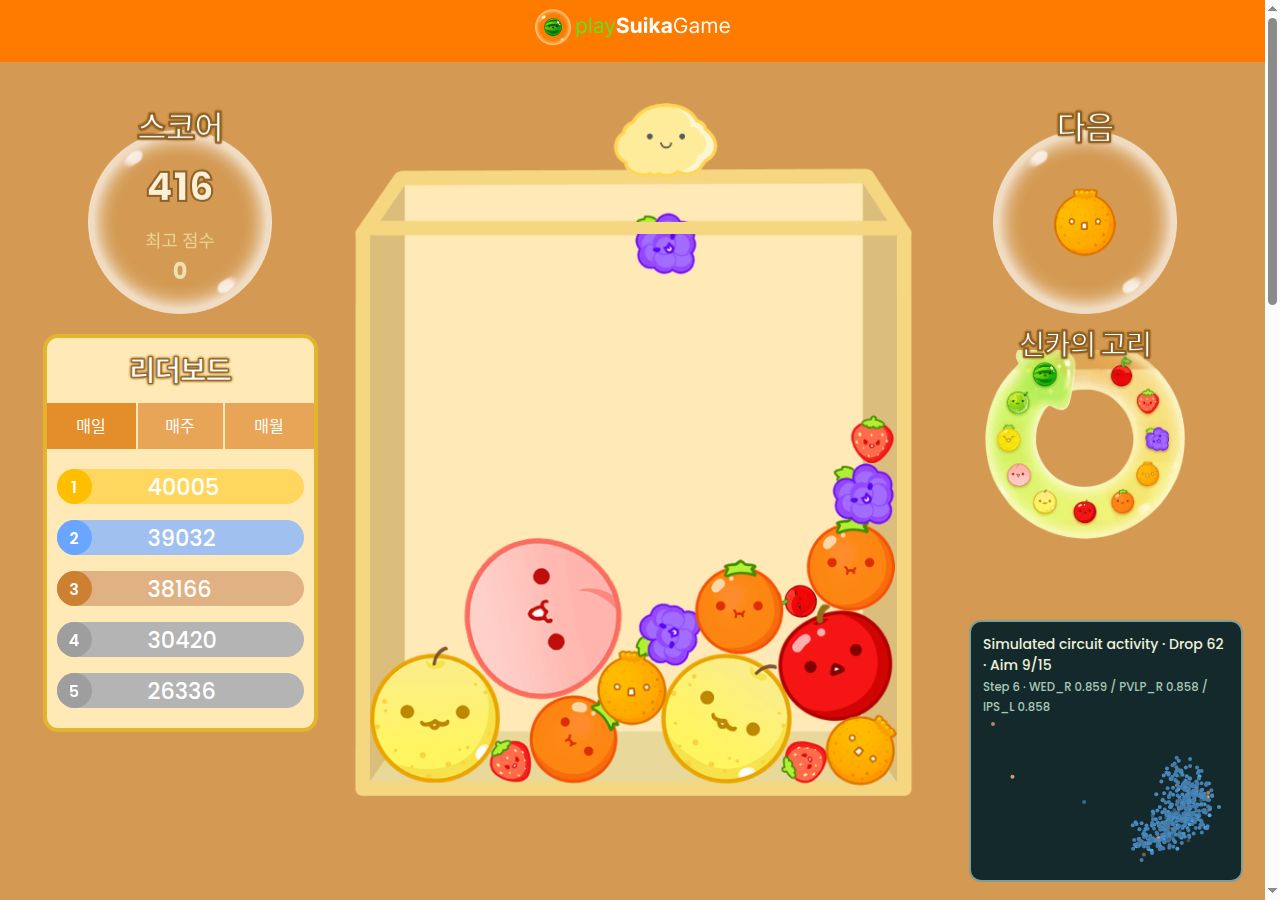 playSuikaGame
스코어
416
최고 점수
0
다음
신카의 고리
리더보드
매일 매주 매월
1 40005
2 39032
3 38166
4 30420
5 26336
Simulated circuit activity · Drop 62
· Aim 9/15
Step 6 · WED_R 0.859 / PVLP_R 0.858 /
IPS_L 0.858